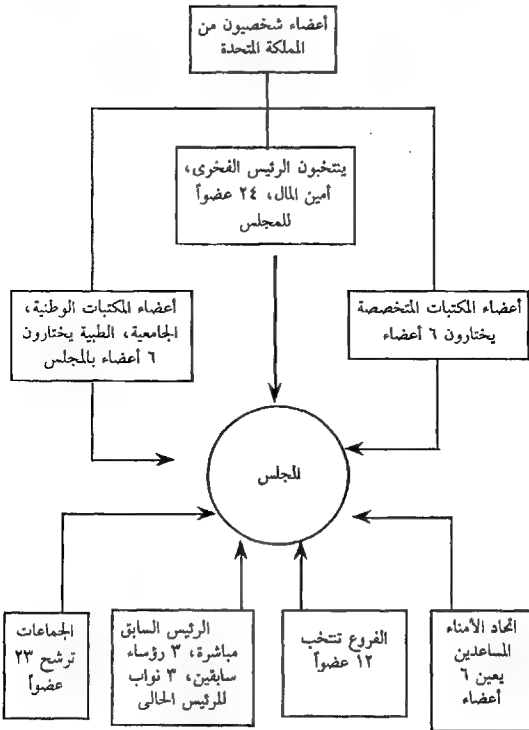 أعضاء شخصيون من
المملكة المتحدة
ينتخبون الرئيس الفخرى،
أمين المال، ٢٤ عضواً
للمجلس
أعضاء المكتبات المتخصصة
يختارون ٦ أعضاء
أعضاء المكتبات الوطنية،
الجامعية، الطبية يختارون
٦ أعضاء بالمجلس
المجلس
اتحاد الأمناء
المساعدين
يعين ٦
أعضاء
الفروع تنتخب
١٢ عضواً
الرئيس السابق
مباشرة، ٣ رؤساء
سابقين، ٣ نواب
للرئيس الحالى
الجماعات
ترشح ٢٣
عضواً